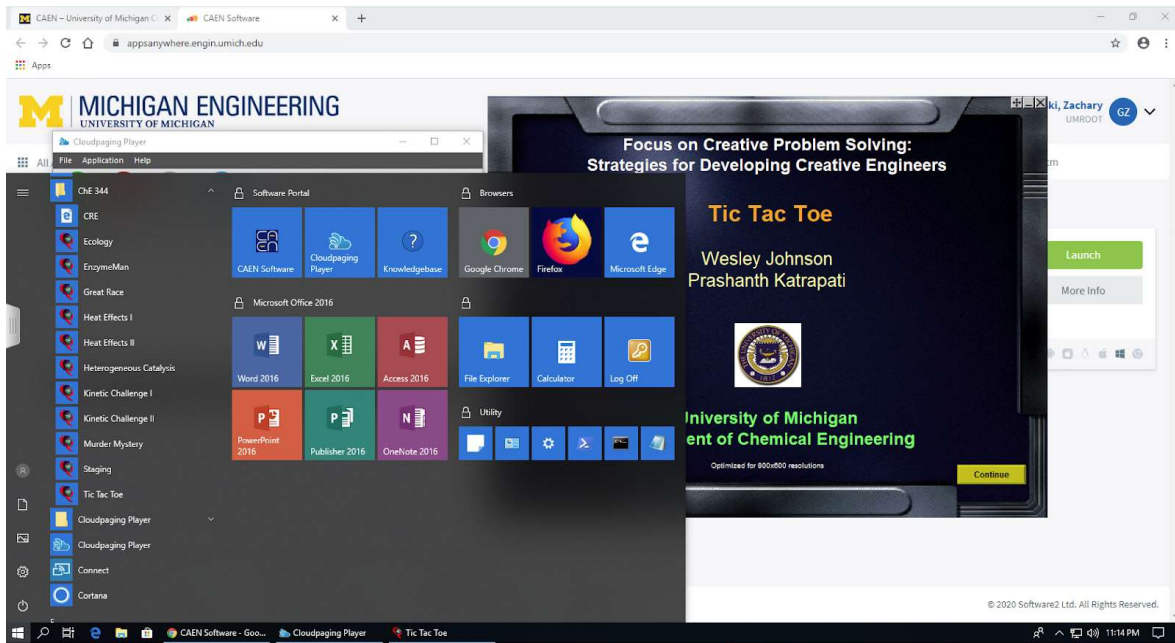 CAEN – University of Michigan C
CAEN Software
appsanywhere.engin.umich.edu
Apps
M
MICHIGAN ENGINEERING
UNIVERSITY OF MICHIGAN
ki, Zachary
UMROOT
GZ
Cloudpaging Player
File Application Help
All
Launch
More Info
ChE 344
CRE
Ecology
EnzymeMan
Great Race
Heat Effects I
Heat Effects II
Heterogeneous Catalysis
Kinetic Challenge I
Kinetic Challenge II
Murder Mystery
Staging
Tic Tac Toe
Cloudpaging Player
Cloudpaging Player
Connect
Cortana
Software Portal
CAEN Software
Cloudpaging Player
Knowledgebase
Browsers
Google Chrome
Firefox
Microsoft Edge
Microsoft Office 2016
Word 2016
Excel 2016
Access 2016
PowerPoint 2016
Publisher 2016
OneNote 2016
File Explorer
Calculator
Log Off
Utility
Focus on Creative Problem Solving:
Strategies for Developing Creative Engineers
Tic Tac Toe
Wesley Johnson
Prashanth Katrapati
University of Michigan
ent of Chemical Engineering
Optimized for 800x600 resolutions
Continue
© 2020 Software2 Ltd. All Rights Reserved.
CAEN Software - Goo...
Cloudpaging Player
Tic Tac Toe
11:14 PM